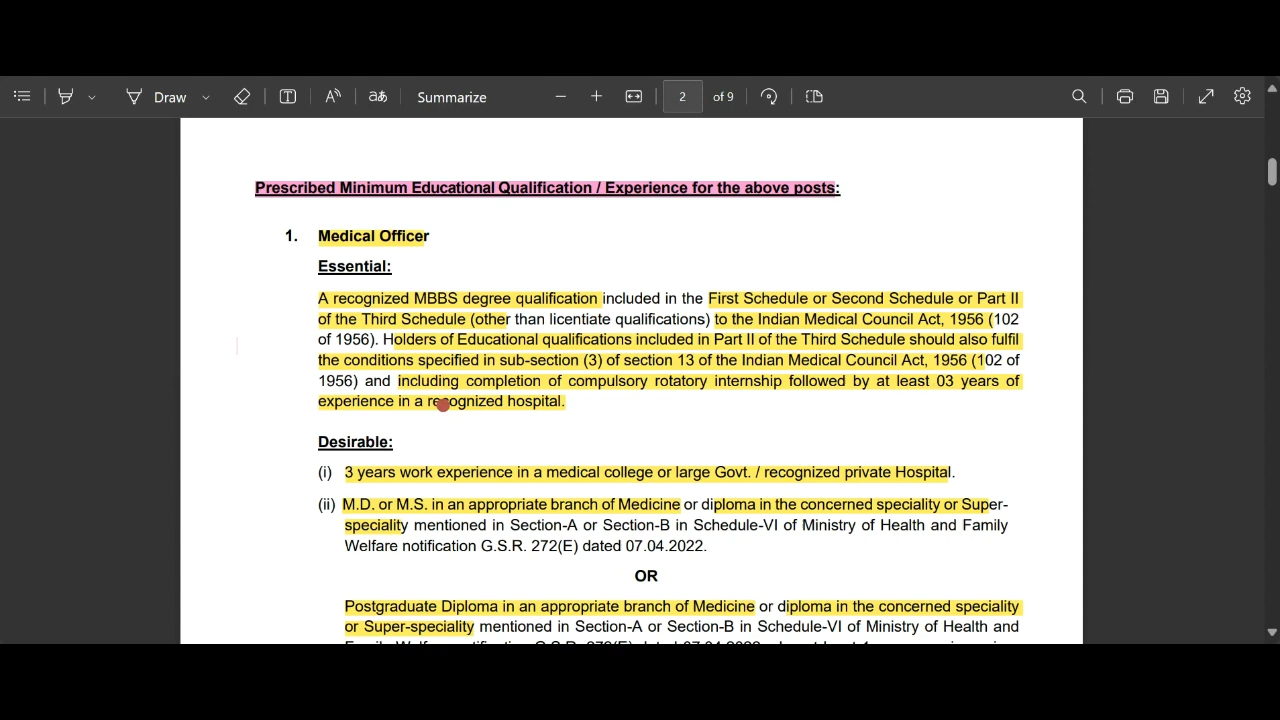 Draw
aあ
Summarize
2 of 9
Prescribed Minimum Educational Qualification / Experience for the above posts:
1. Medical Officer
Essential:
A recognized MBBS degree qualification included in the First Schedule or Second Schedule or Part II
of the Third Schedule (other than licentiate qualifications) to the Indian Medical Council Act, 1956 (102
of 1956). Holders of Educational qualifications included in Part II of the Third Schedule should also fulfil
the conditions specified in sub-section (3) of section 13 of the Indian Medical Council Act, 1956 (102 of
1956) and including completion of compulsory rotatory internship followed by at least 03 years of
experience in a recognized hospital.
Desirable:
(i) 3 years work experience in a medical college or large Govt. / recognized private Hospital.
(ii) M.D. or M.S. in an appropriate branch of Medicine or diploma in the concerned speciality or Super-
speciality mentioned in Section-A or Section-B in Schedule-VI of Ministry of Health and Family
Welfare notification G.S.R. 272(E) dated 07.04.2022.
OR
Postgraduate Diploma in an appropriate branch of Medicine or diploma in the concerned speciality
or Super-speciality mentioned in Section-A or Section-B in Schedule-VI of Ministry of Health and